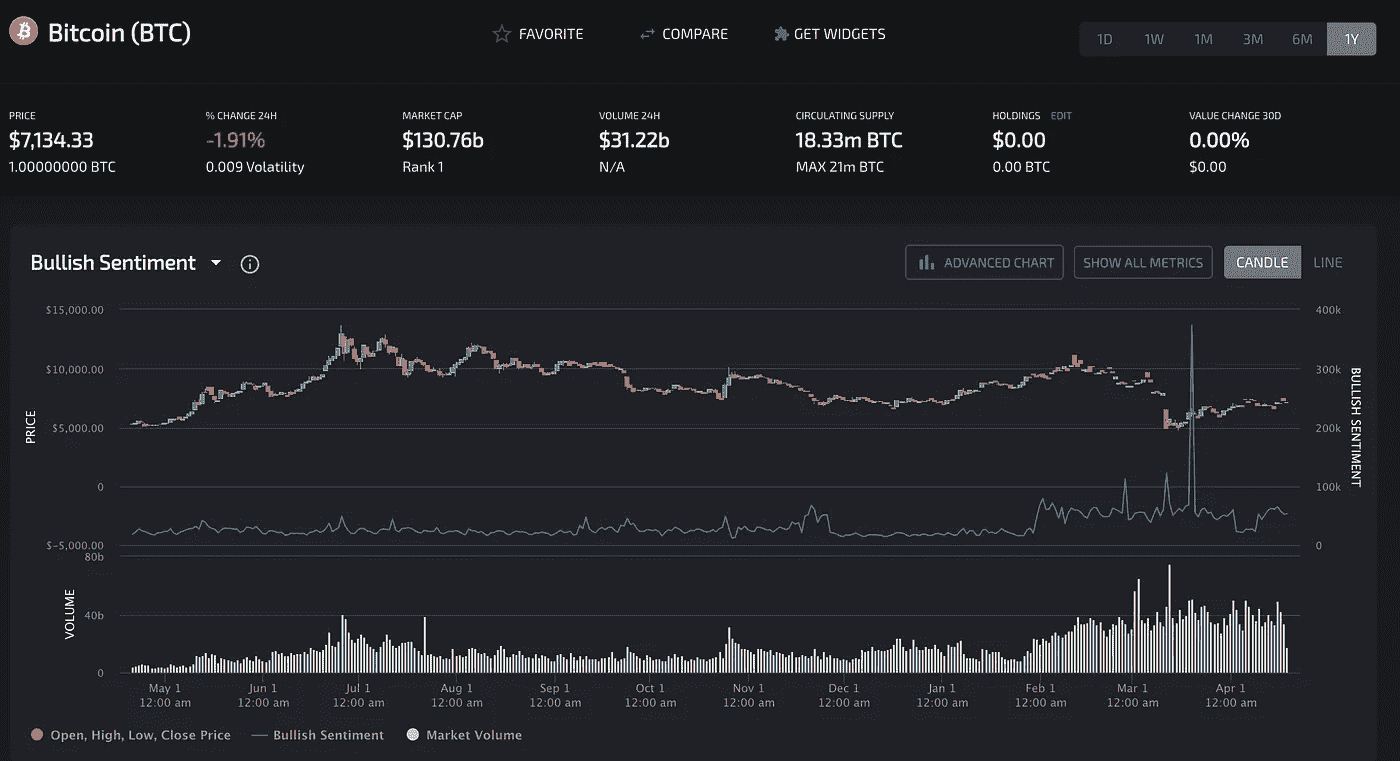 Bitcoin (BTC)
FAVORITE
COMPARE
GET WIDGETS
1D 1W 1M 3M 6M 1Y
PRICE
$7,134.33
1.00000000 BTC
% CHANGE 24H
-1.91%
0.009 Volatility
MARKET CAP
$130.76b
Rank 1
VOLUME 24H
$31.22b
N/A
CIRCULATING SUPPLY
18.33m BTC
MAX 21m BTC
HOLDINGS EDIT
$0.00
0.00 BTC
VALUE CHANGE 30D
0.00%
$0.00
Bullish Sentiment
ADVANCED CHART
SHOW ALL METRICS
CANDLE
LINE
$15,000.00
$10,000.00
$5,000.00
0
$-5,000.00
PRICE
400k
300k
200k
100k
0
BULLISH SENTIMENT
80b
40b
0
VOLUME
May 1 Jun 1 Jul 1 Aug 1 Sep 1 Oct 1 Nov 1 Dec 1 Jan 1 Feb 1 Mar 1 Apr 1
12:00 am 12:00 am 12:00 am 12:00 am 12:00 am 12:00 am 12:00 am 12:00 am 12:00 am 12:00 am 12:00 am 12:00 am
Open, High, Low, Close Price Bullish Sentiment Market Volume